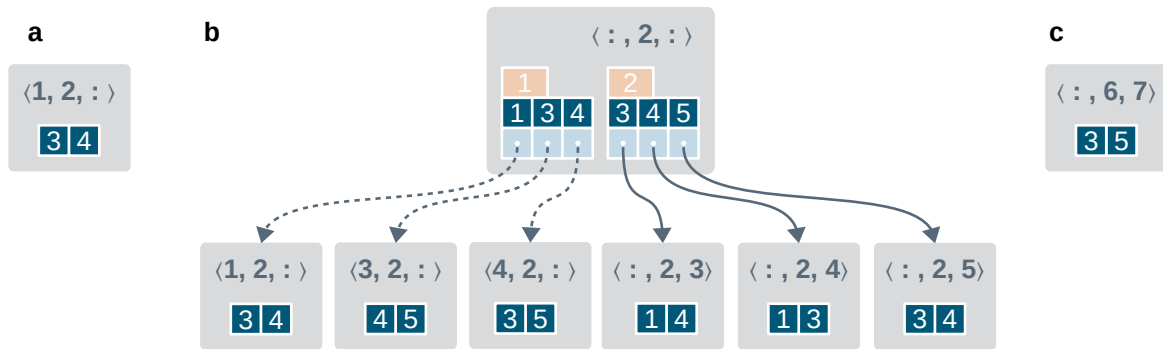 a
⟨1, 2, : ⟩
3 4
b
⟨ : , 2, : ⟩
1 2
1 3 4 3 4 5
⟨1, 2, : ⟩ ⟨3, 2, : ⟩ ⟨4, 2, : ⟩ ⟨ : , 2, 3⟩ ⟨ : , 2, 4⟩ ⟨ : , 2, 5⟩
3 4 4 5 3 5 1 4 1 3 3 4
c
⟨ : , 6, 7⟩
3 5